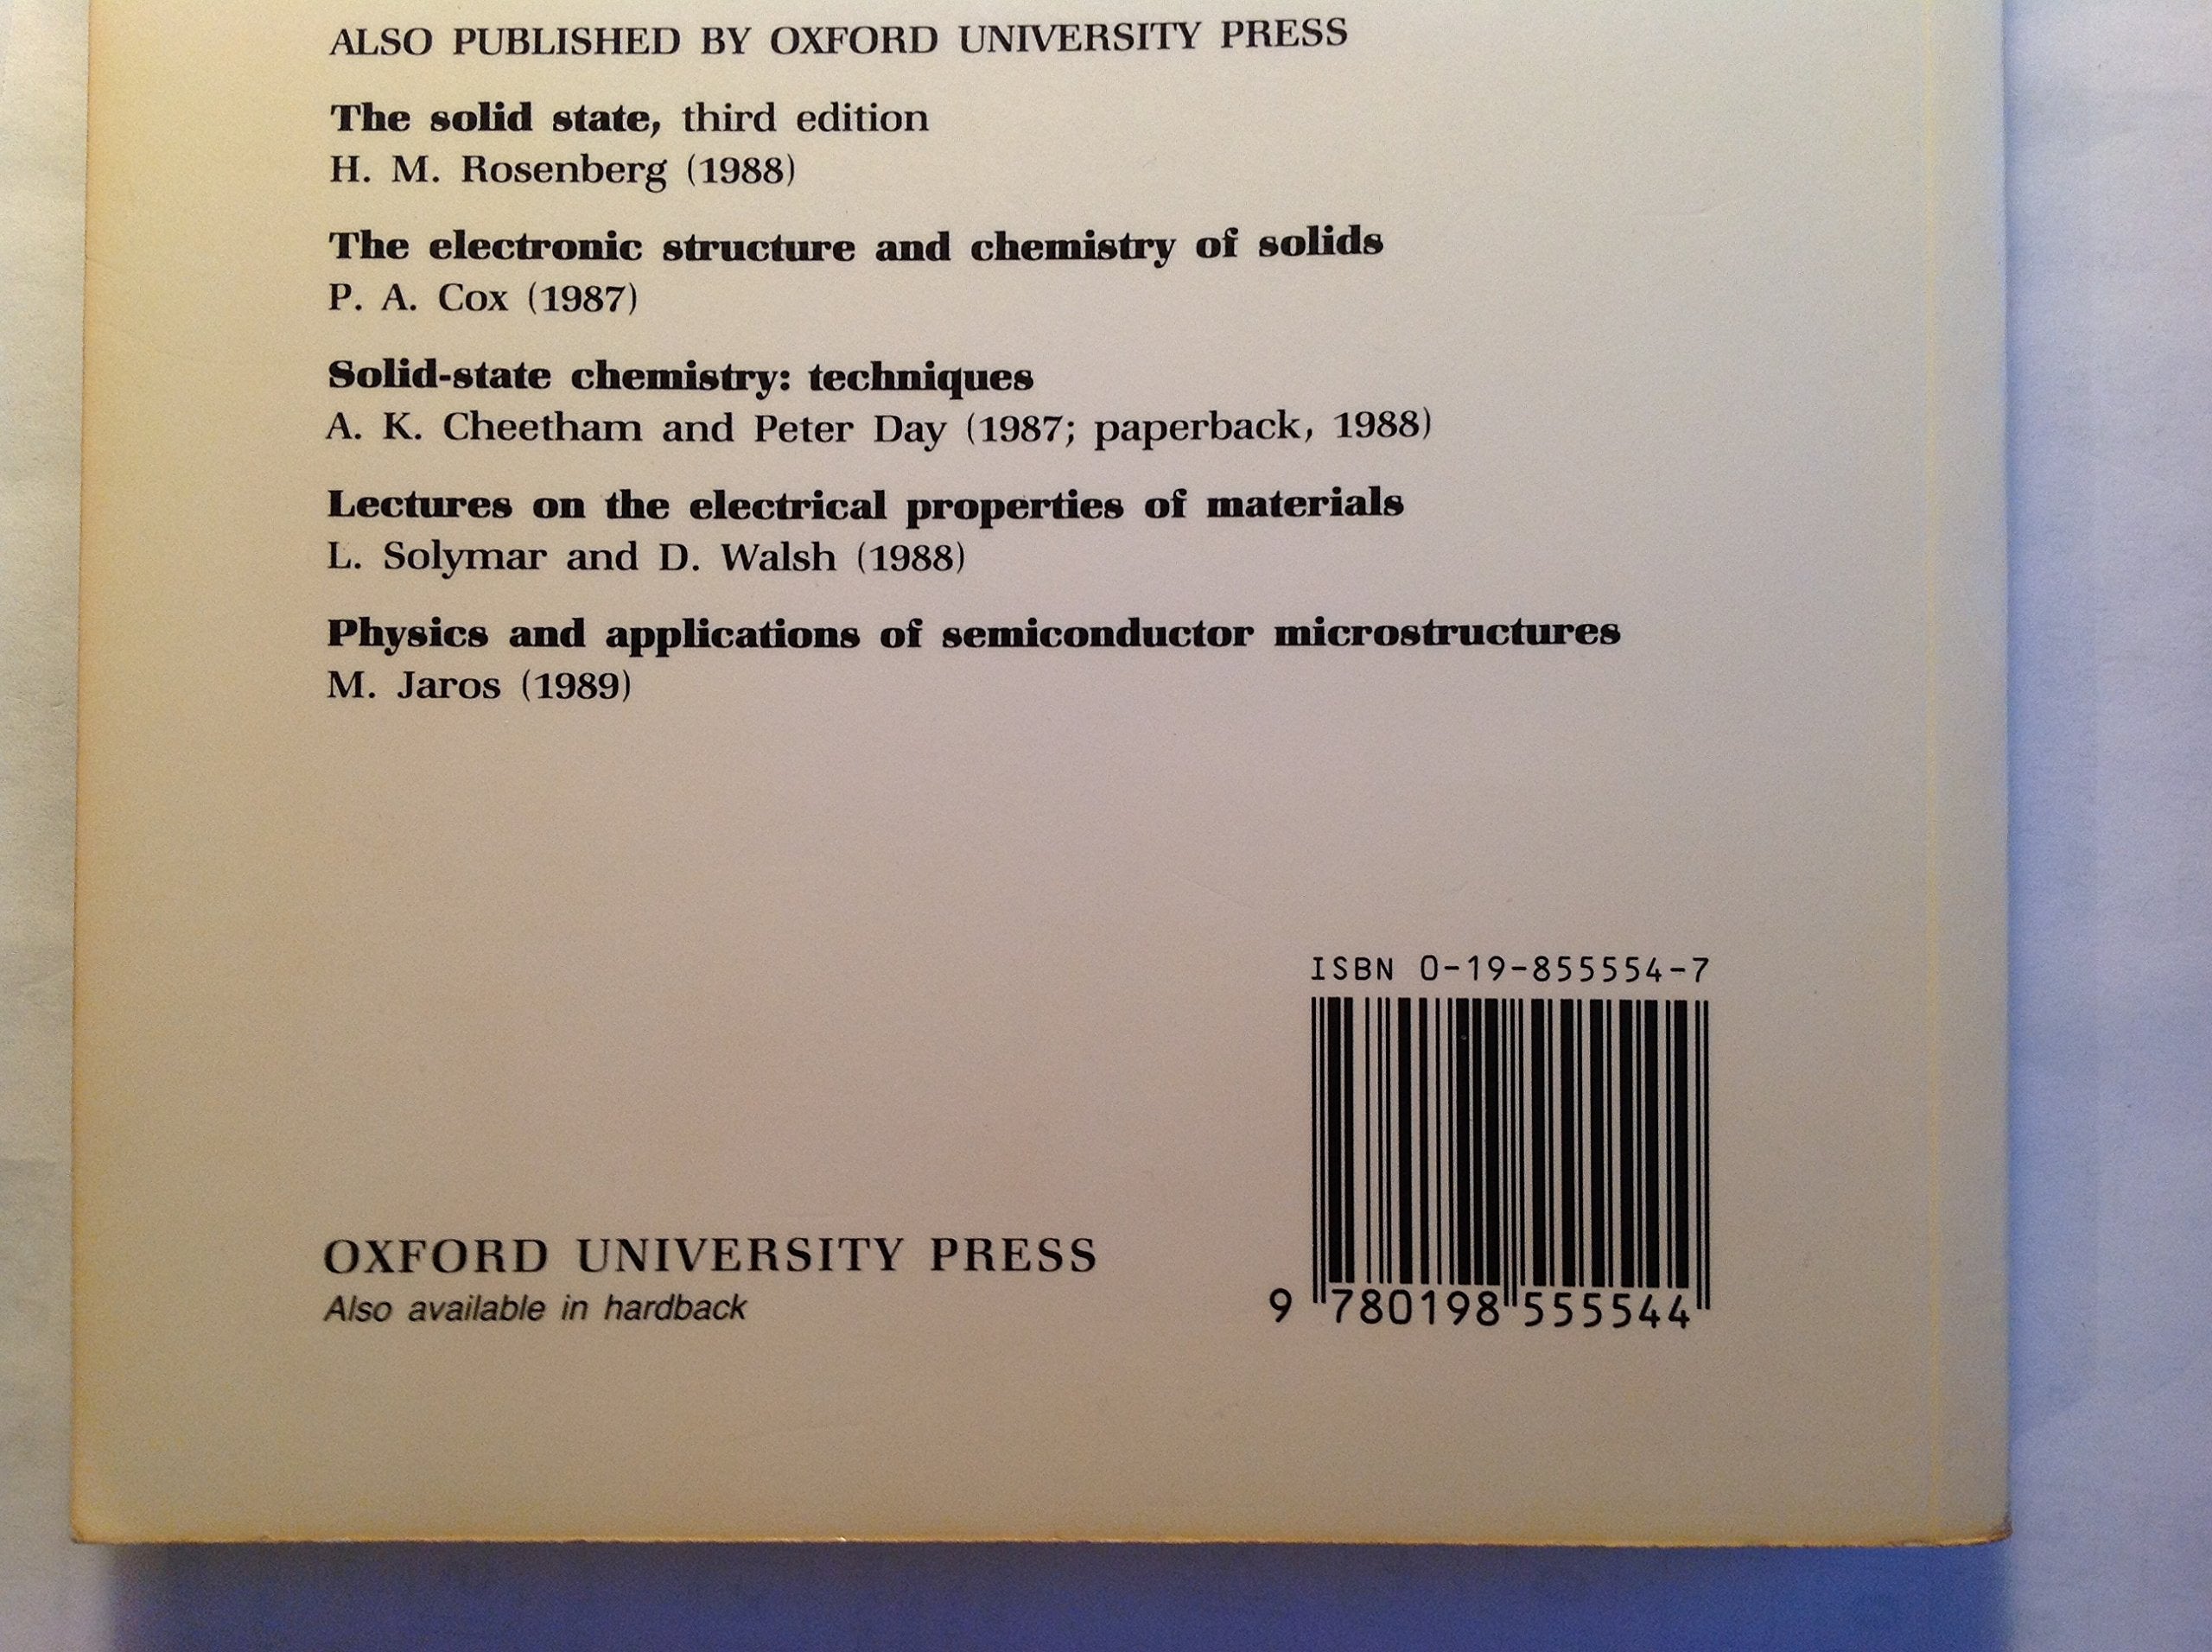 ALSO PUBLISHED BY OXFORD UNIVERSITY PRESS
The solid state, third edition
H. M. Rosenberg (1988)
The electronic structure and chemistry of solids
P. A. Cox (1987)
Solid-state chemistry: techniques
A. K. Cheetham and Peter Day (1987; paperback, 1988)
Lectures on the electrical properties of materials
L. Solymar and D. Walsh (1988)
Physics and applications of semiconductor microstructures
M. Jaros (1989)
ISBN 0-19-855554-7
9 780198 555544
OXFORD UNIVERSITY PRESS
Also available in hardback